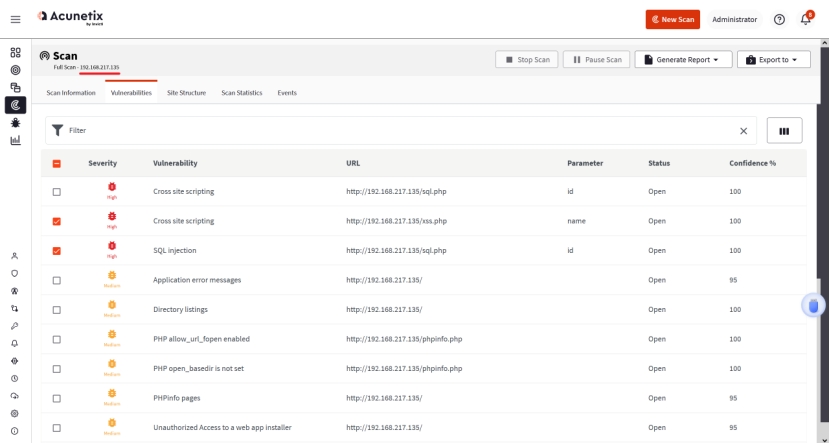 Acunetix
by Invicti
New Scan
Administrator
Scan
Full Scan - 192.168.217.135
Stop Scan
Pause Scan
Generate Report
Export to
Scan Information
Vulnerabilities
Site Structure
Scan Statistics
Events
Filter
Severity Vulnerability URL Parameter Status Confidence %
High Cross site scripting http://192.168.217.135/sql.php id Open 100
High Cross site scripting http://192.168.217.135/xss.php name Open 100
High SQL injection http://192.168.217.135/sql.php id Open 100
Medium Application error messages http://192.168.217.135/ Open 95
Medium Directory listings http://192.168.217.135/ Open 100
Medium PHP allow_url_fopen enabled http://192.168.217.135/phpinfo.php Open 100
Medium PHP open_basedir is not set http://192.168.217.135/phpinfo.php Open 100
Medium PHPinfo pages http://192.168.217.135/ Open 95
Medium Unauthorized Access to a web app installer http://192.168.217.135/ Open 95